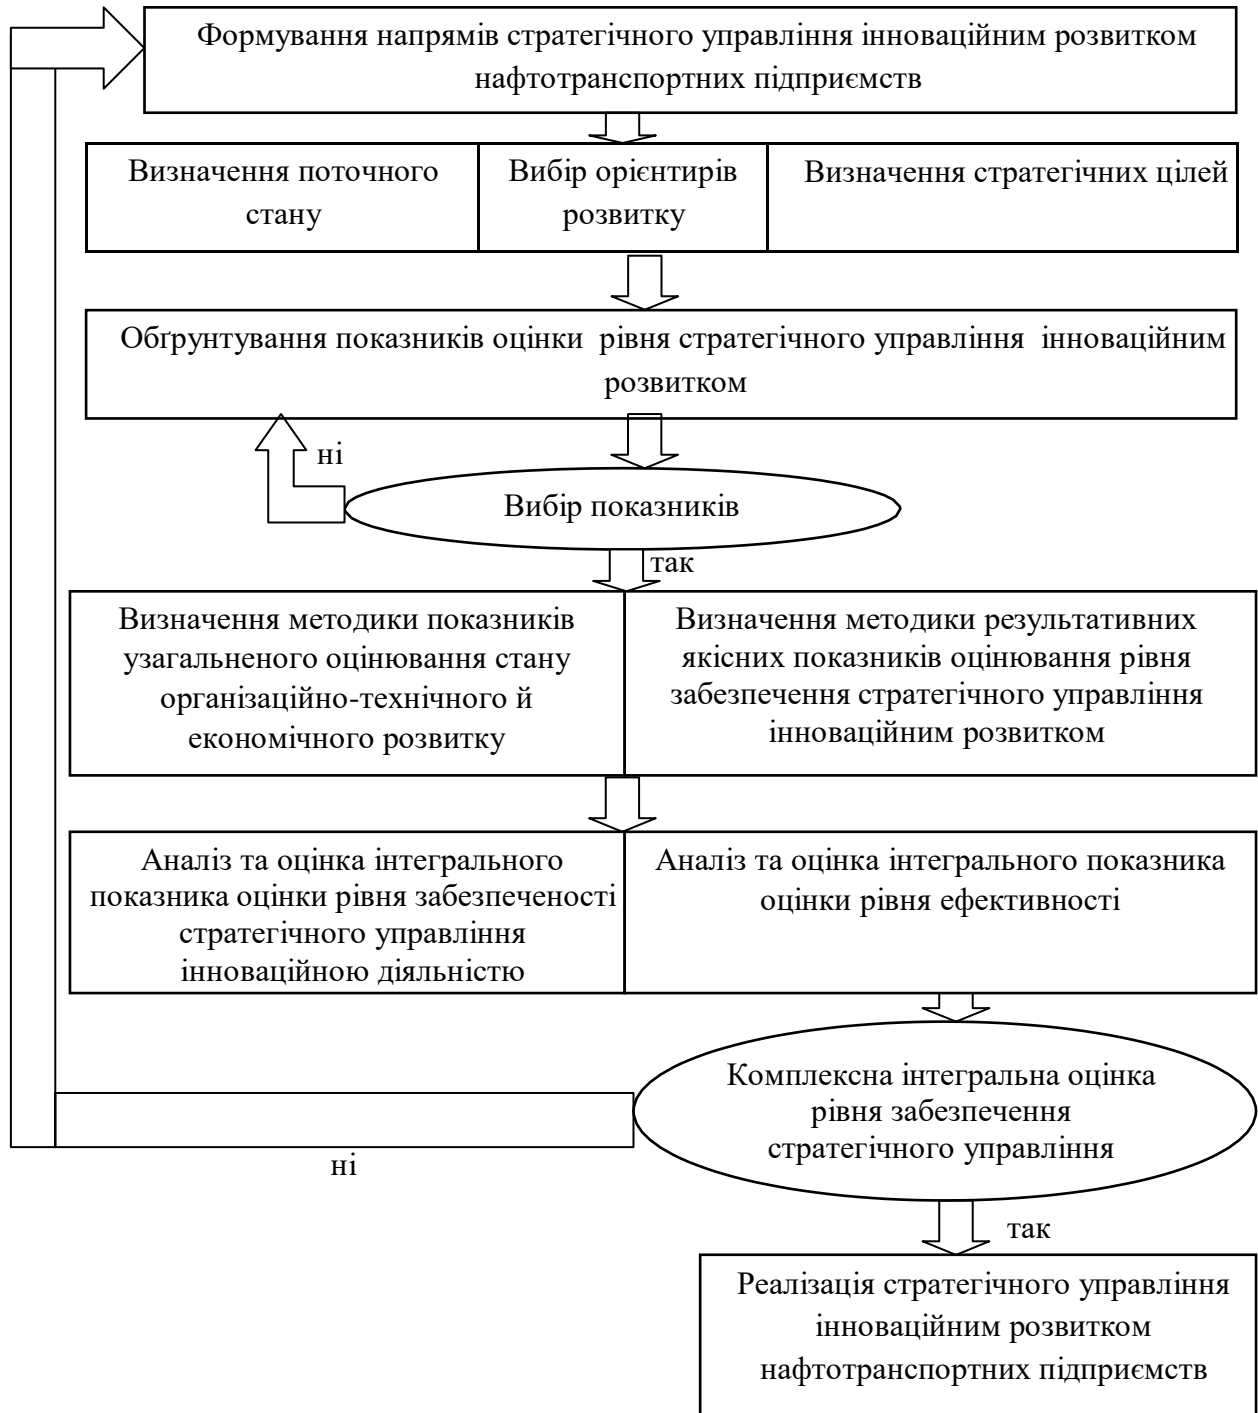 Формування напрямів стратегічного управління інноваційним розвитком
нафтотранспортних підприємств
Визначення поточного
стану
Вибір орієнтирів
розвитку
Визначення стратегічних цілей
Обґрунтування показників оцінки рівня стратегічного управління інноваційним
розвитком
ні
Вибір показників
так
Визначення методики показників
узагальненого оцінювання стану
організаційно-технічного й
економічного розвитку
Визначення методики результативних
якісних показників оцінювання рівня
забезпечення стратегічного управління
інноваційним розвитком
Аналіз та оцінка інтегрального
показника оцінки рівня забезпеченості
стратегічного управління
інноваційною діяльністю
Аналіз та оцінка інтегрального показника
оцінки рівня ефективності
Комплексна інтегральна оцінка
рівня забезпечення
стратегічного управління
ні
так
Реалізація стратегічного управління
інноваційним розвитком
нафтотранспортних підприємств